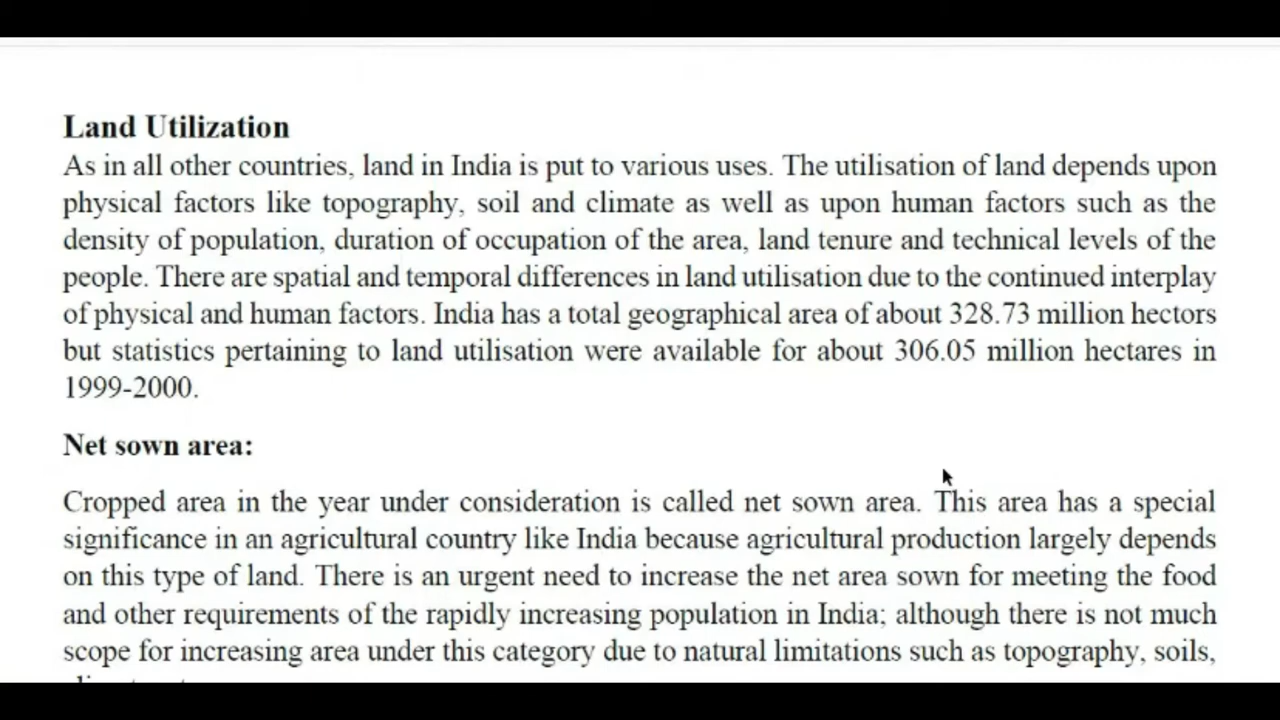 Land Utilization
As in all other countries, land in India is put to various uses. The utilisation of land depends upon
physical factors like topography, soil and climate as well as upon human factors such as the
density of population, duration of occupation of the area, land tenure and technical levels of the
people. There are spatial and temporal differences in land utilisation due to the continued interplay
of physical and human factors. India has a total geographical area of about 328.73 million hectors
but statistics pertaining to land utilisation were available for about 306.05 million hectares in
1999-2000.
Net sown area:
Cropped area in the year under consideration is called net sown area. This area has a special
significance in an agricultural country like India because agricultural production largely depends
on this type of land. There is an urgent need to increase the net area sown for meeting the food
and other requirements of the rapidly increasing population in India; although there is not much
scope for increasing area under this category due to natural limitations such as topography, soils,